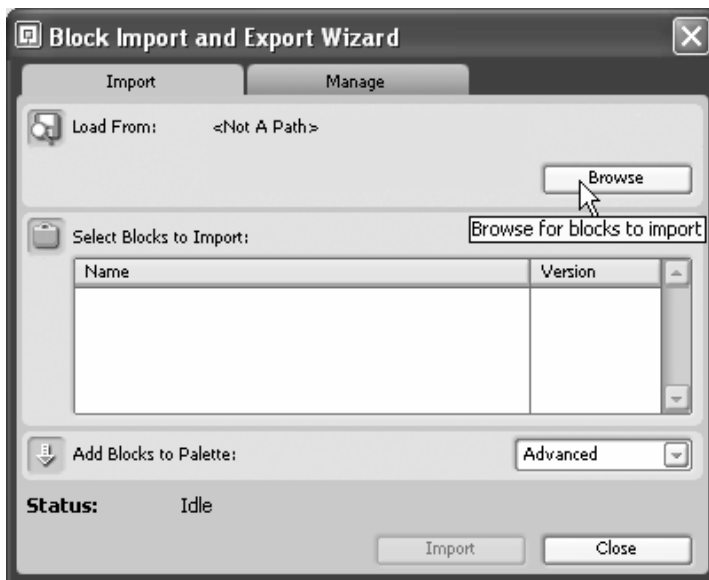 Block Import and Export Wizard
Import Manage
Load From: <Not A Path>
Browse
Browse for blocks to import
Select Blocks to Import:
Name Version
Add Blocks to Palette: Advanced
Status: Idle
Import Close